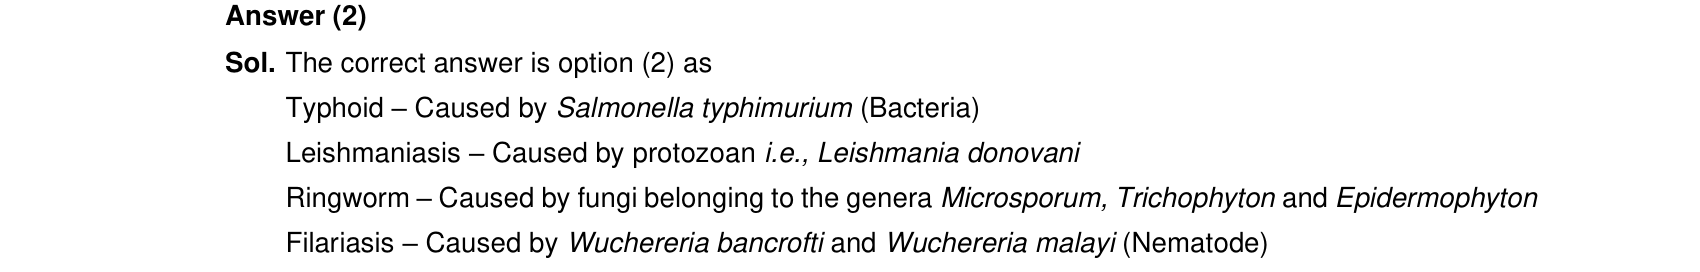 Answer (2)
Sol. The correct answer is option (2) as
Typhoid – Caused by Salmonella typhimurium (Bacteria)
Leishmaniasis – Caused by protozoan i.e., Leishmania donovani
Ringworm – Caused by fungi belonging to the genera Microsporum, Trichophyton and Epidermophyton
Filariasis – Caused by Wuchereria bancrofti and Wuchereria malayi (Nematode)